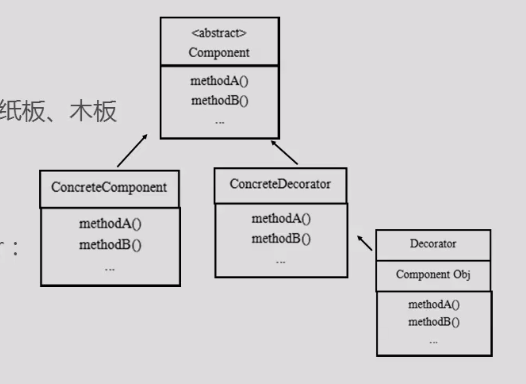 <abstract>
Component
methodA()
methodB()
...
纸板、木板
ConcreteComponent
methodA()
methodB()
...
ConcreteDecorator
methodA()
methodB()
...
r：
Decorator
Component Obj
methodA()
methodB()
...